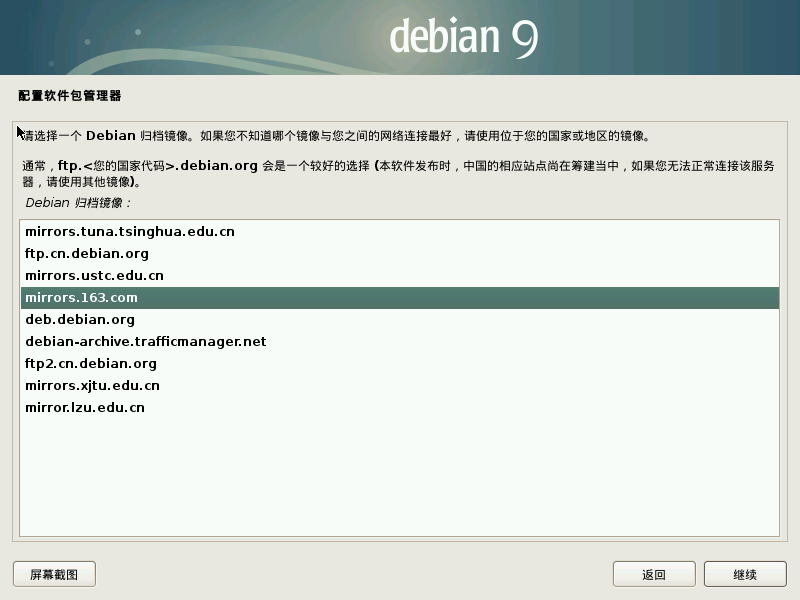 debian 9
配置软件包管理器
请选择一个 Debian 归档镜像。如果您不知道哪个镜像与您之间的网络连接最好，请使用位于您的国家或地区的镜像。
通常，ftp.<您的国家代码>.debian.org 会是一个较好的选择 (本软件发布时，中国的相应站点尚在筹建当中，如果您无法正常连接该服务
器，请使用其他镜像)。
Debian 归档镜像：
mirrors.tuna.tsinghua.edu.cn
ftp.cn.debian.org
mirrors.ustc.edu.cn
mirrors.163.com
deb.debian.org
debian-archive.trafficmanager.net
ftp2.cn.debian.org
mirrors.xjtu.edu.cn
mirror.lzu.edu.cn
屏幕截图
返回
继续